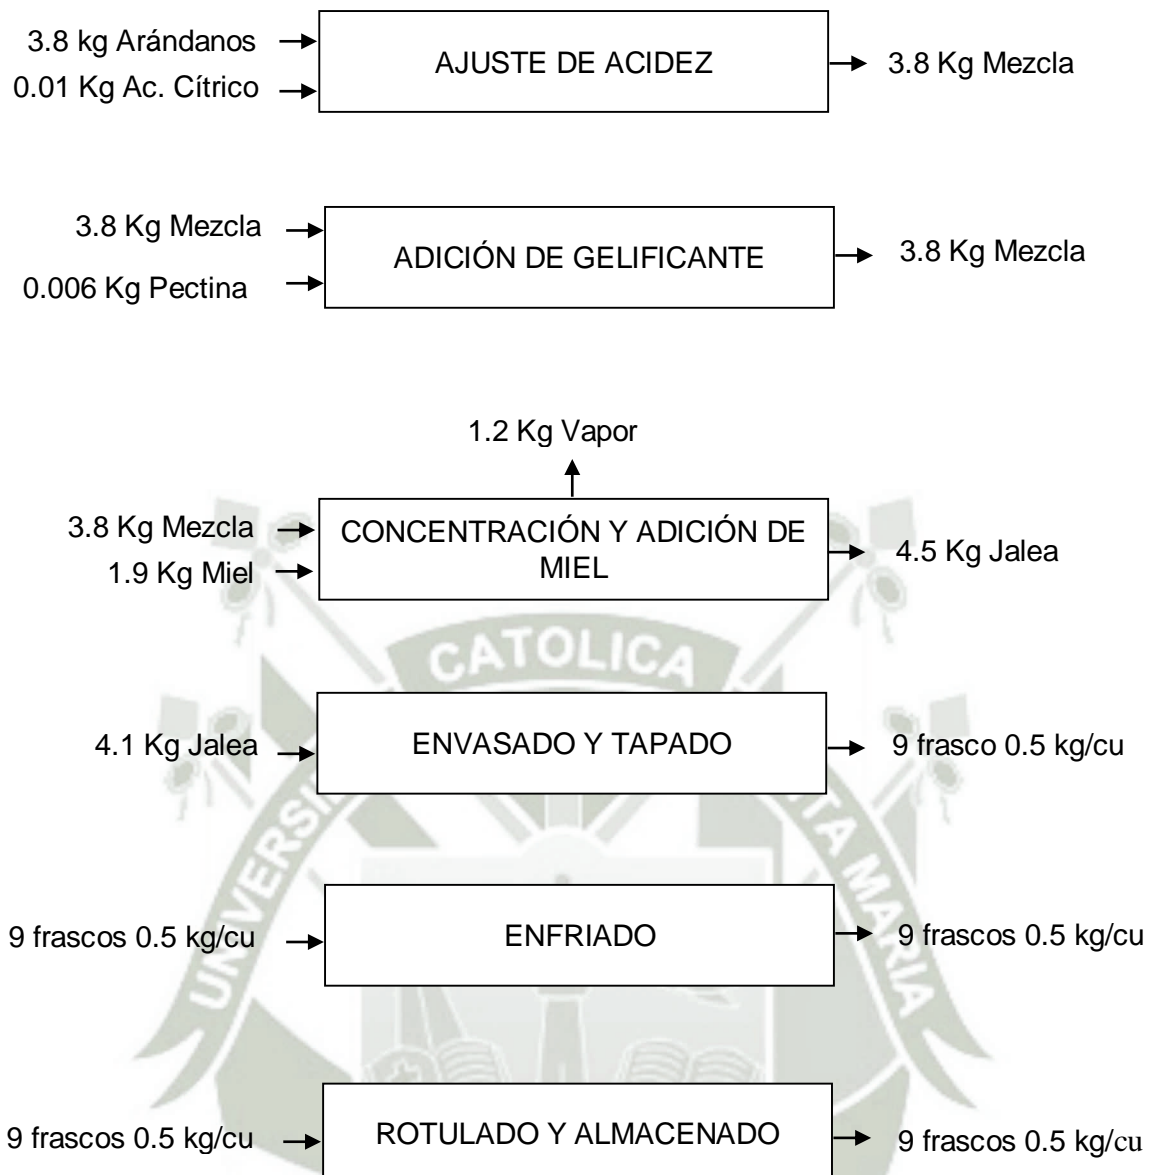 3.8 kg Arándanos
0.01 Kg Ac. Cítrico
AJUSTE DE ACIDEZ
3.8 Kg Mezcla
3.8 Kg Mezcla
0.006 Kg Pectina
ADICIÓN DE GELIFICANTE
3.8 Kg Mezcla
1.2 Kg Vapor
3.8 Kg Mezcla
1.9 Kg Miel
CONCENTRACIÓN Y ADICIÓN DE
MIEL
4.5 Kg Jalea
CATOLICA
4.1 Kg Jalea
ENVASADO Y TAPADO
9 frasco 0.5 kg/cu
9 frascos 0.5 kg/cu
ENFRIADO
9 frascos 0.5 kg/cu
9 frascos 0.5 kg/cu
ROTULADO Y ALMACENADO
9 frascos 0.5 kg/cu